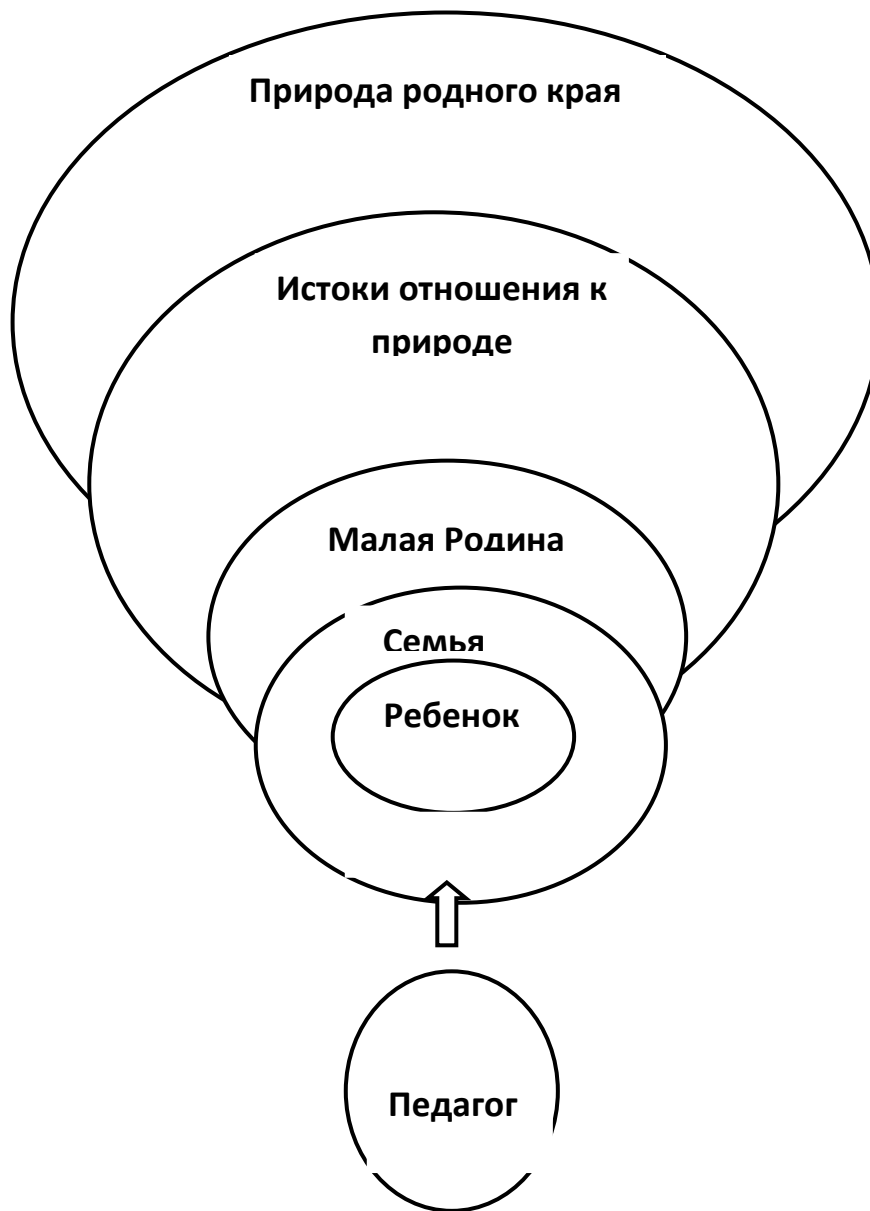 Природа родного края
Истоки отношения к
природе
Малая Родина
Семья
Ребенок
Педагог